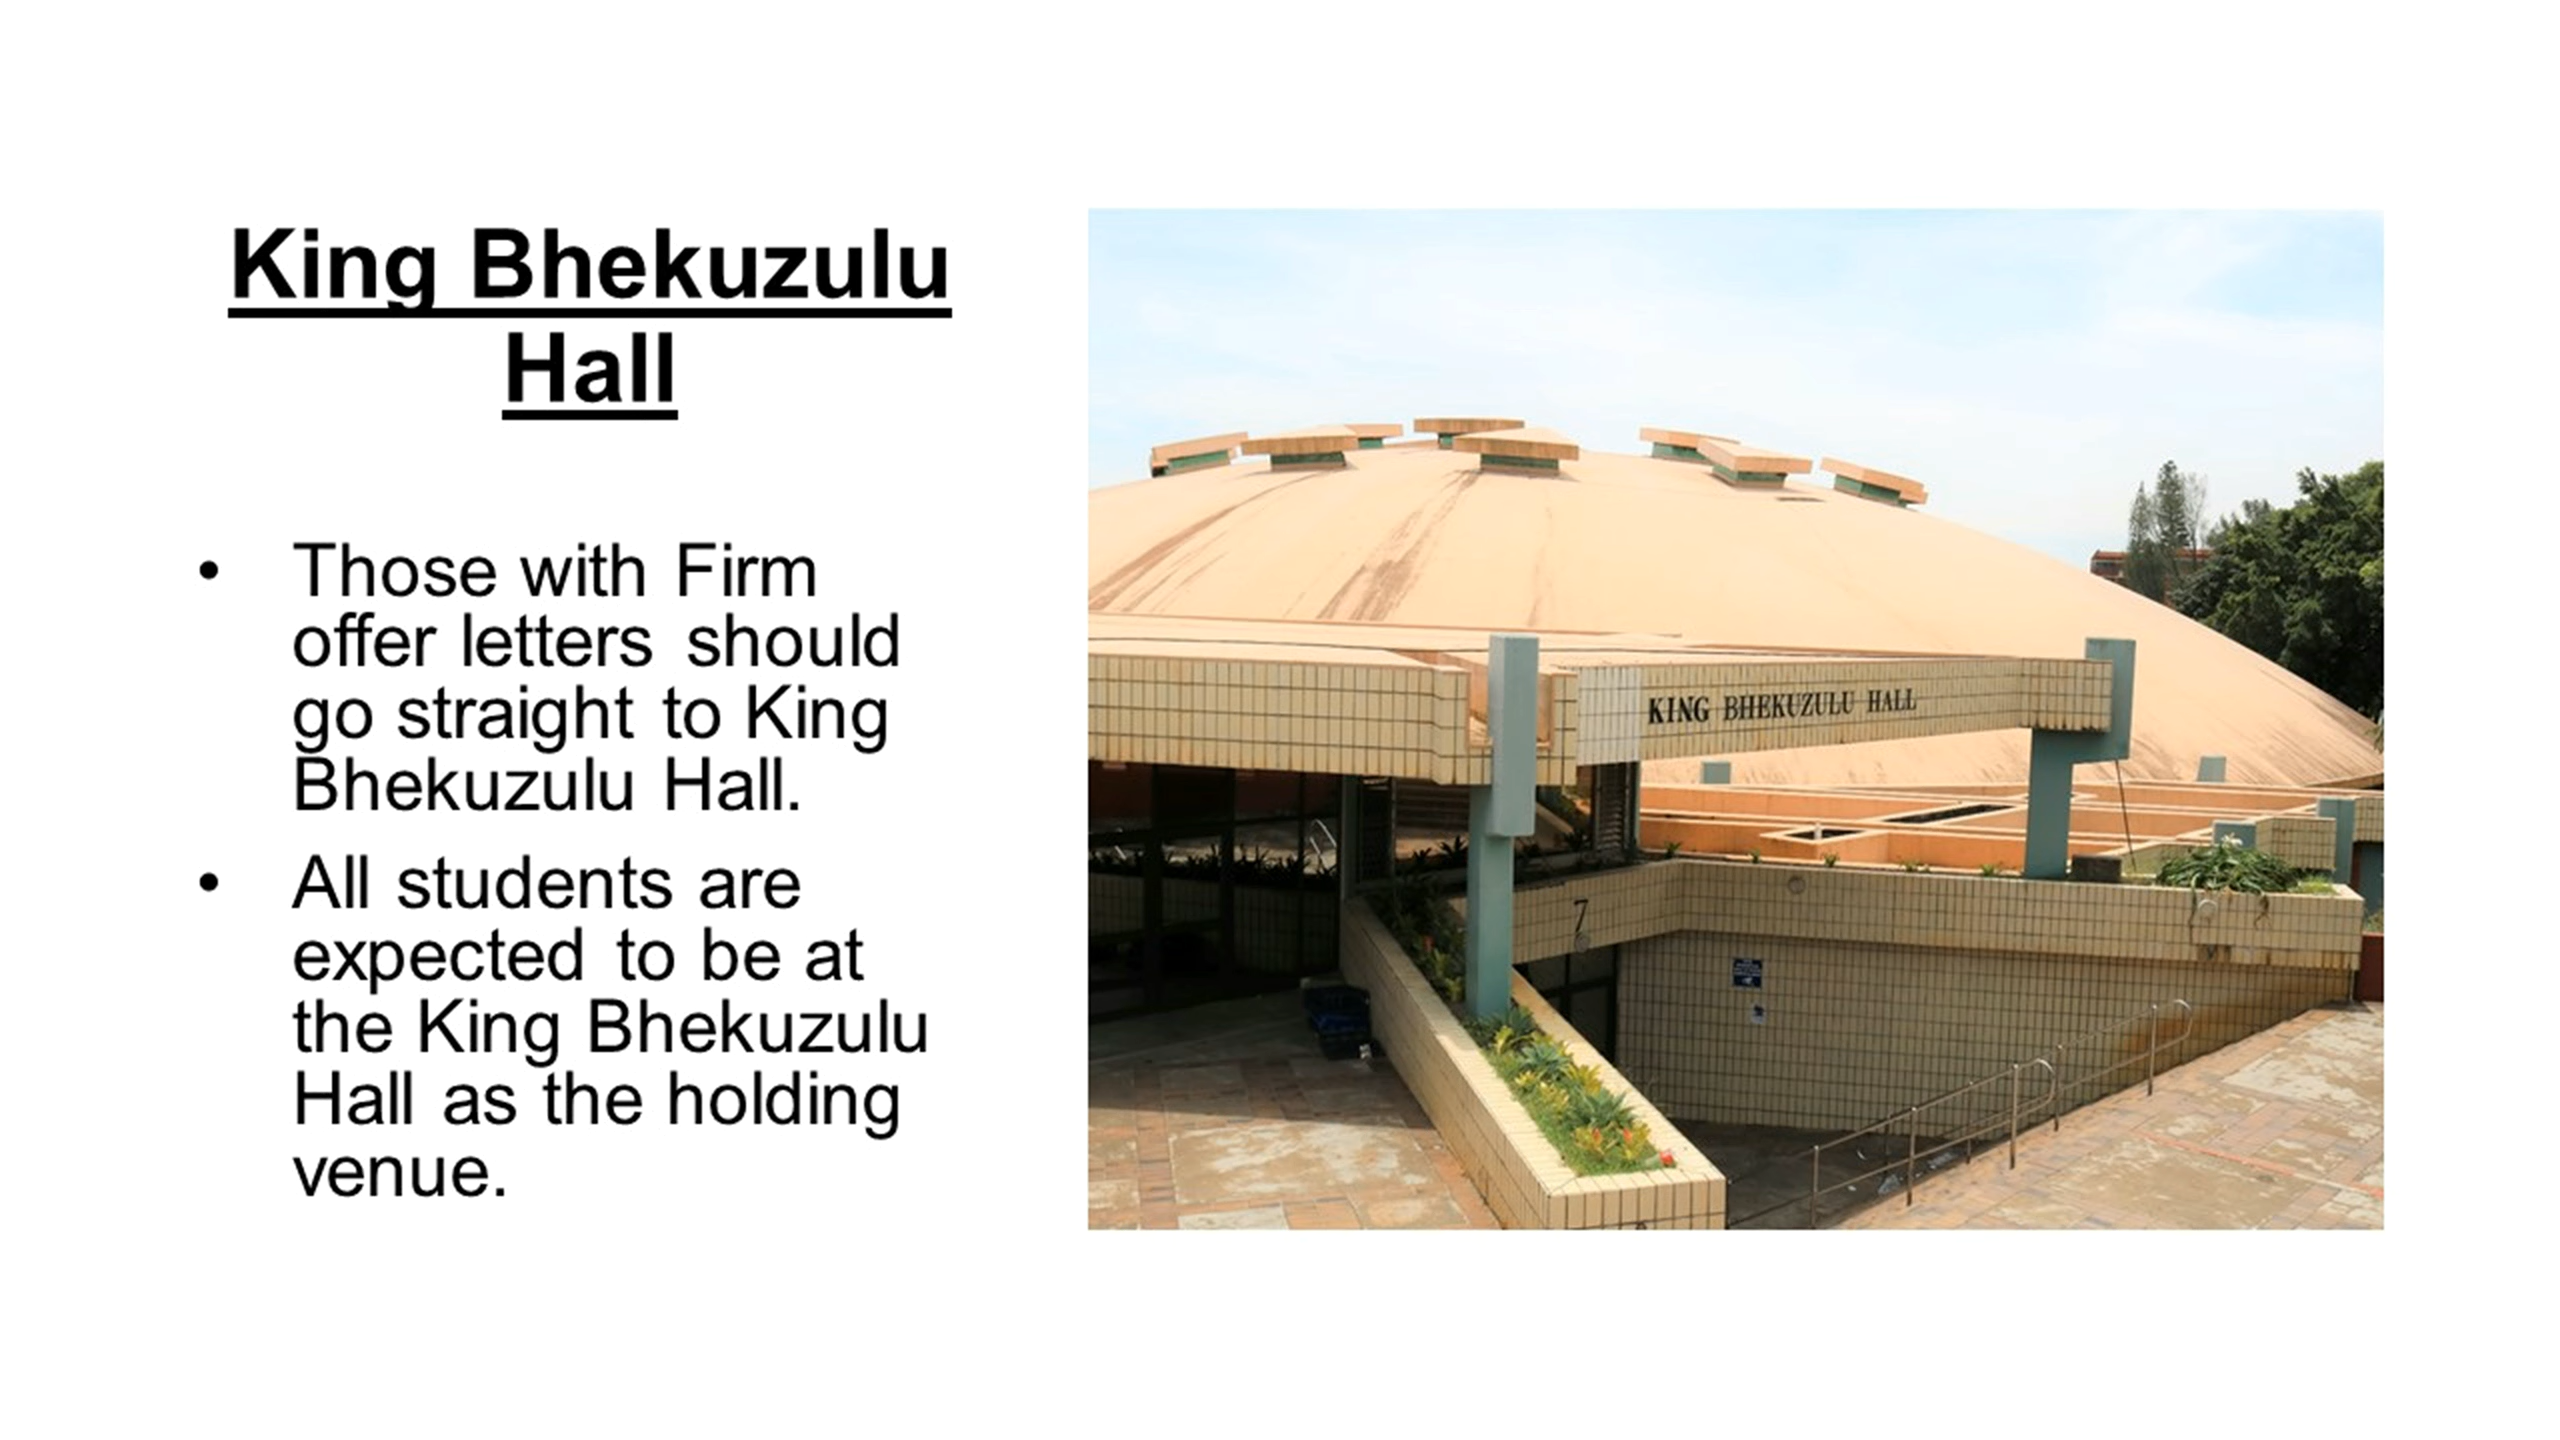 King Bhekuzulu
Hall
• Those with Firm
offer letters should
go straight to King
Bhekuzulu Hall.
• All students are
expected to be at
the King Bhekuzulu
Hall as the holding
venue.
KING BHEKUZULU HALL
7